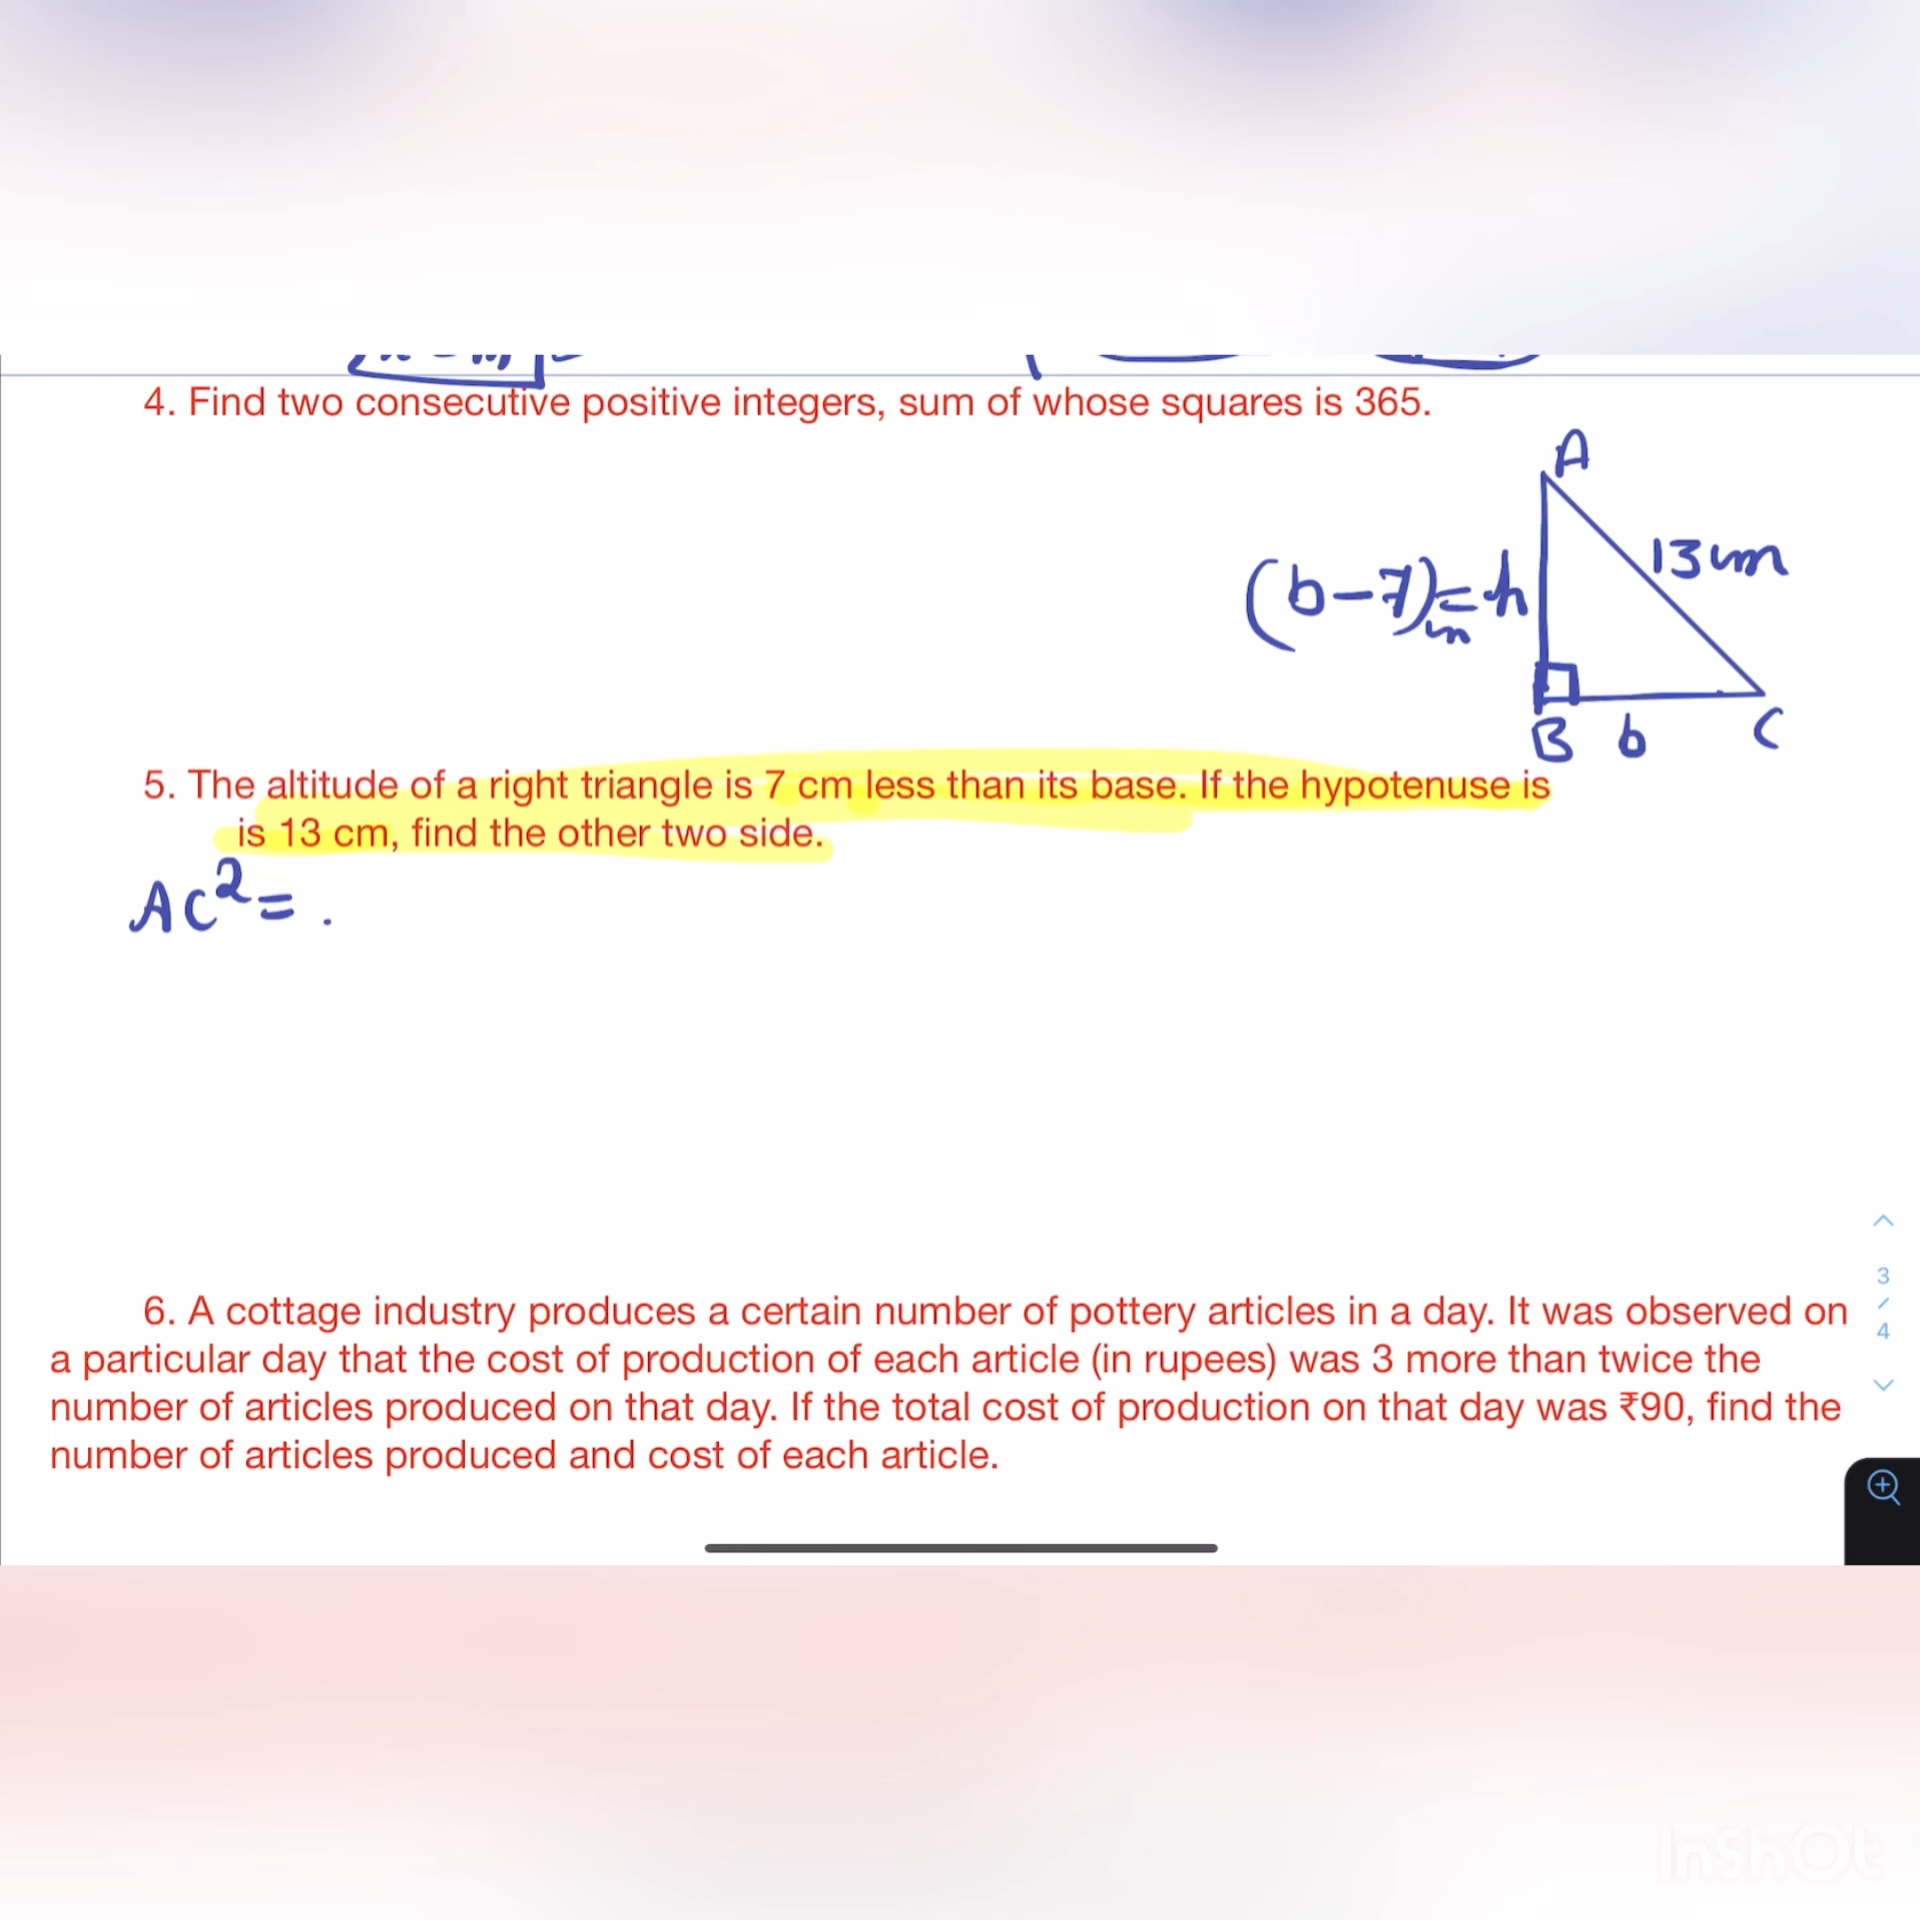 4. Find two consecutive positive integers, sum of whose squares is 365.
A
13 cm
(b-7) = h
cm
B b C
5. The altitude of a right triangle is 7 cm less than its base. If the hypotenuse is
is 13 cm, find the other two side.
AC²= .
3
/
4
6. A cottage industry produces a certain number of pottery articles in a day. It was observed on
a particular day that the cost of production of each article (in rupees) was 3 more than twice the
number of articles produced on that day. If the total cost of production on that day was ₹90, find the
number of articles produced and cost of each article.
InShOt